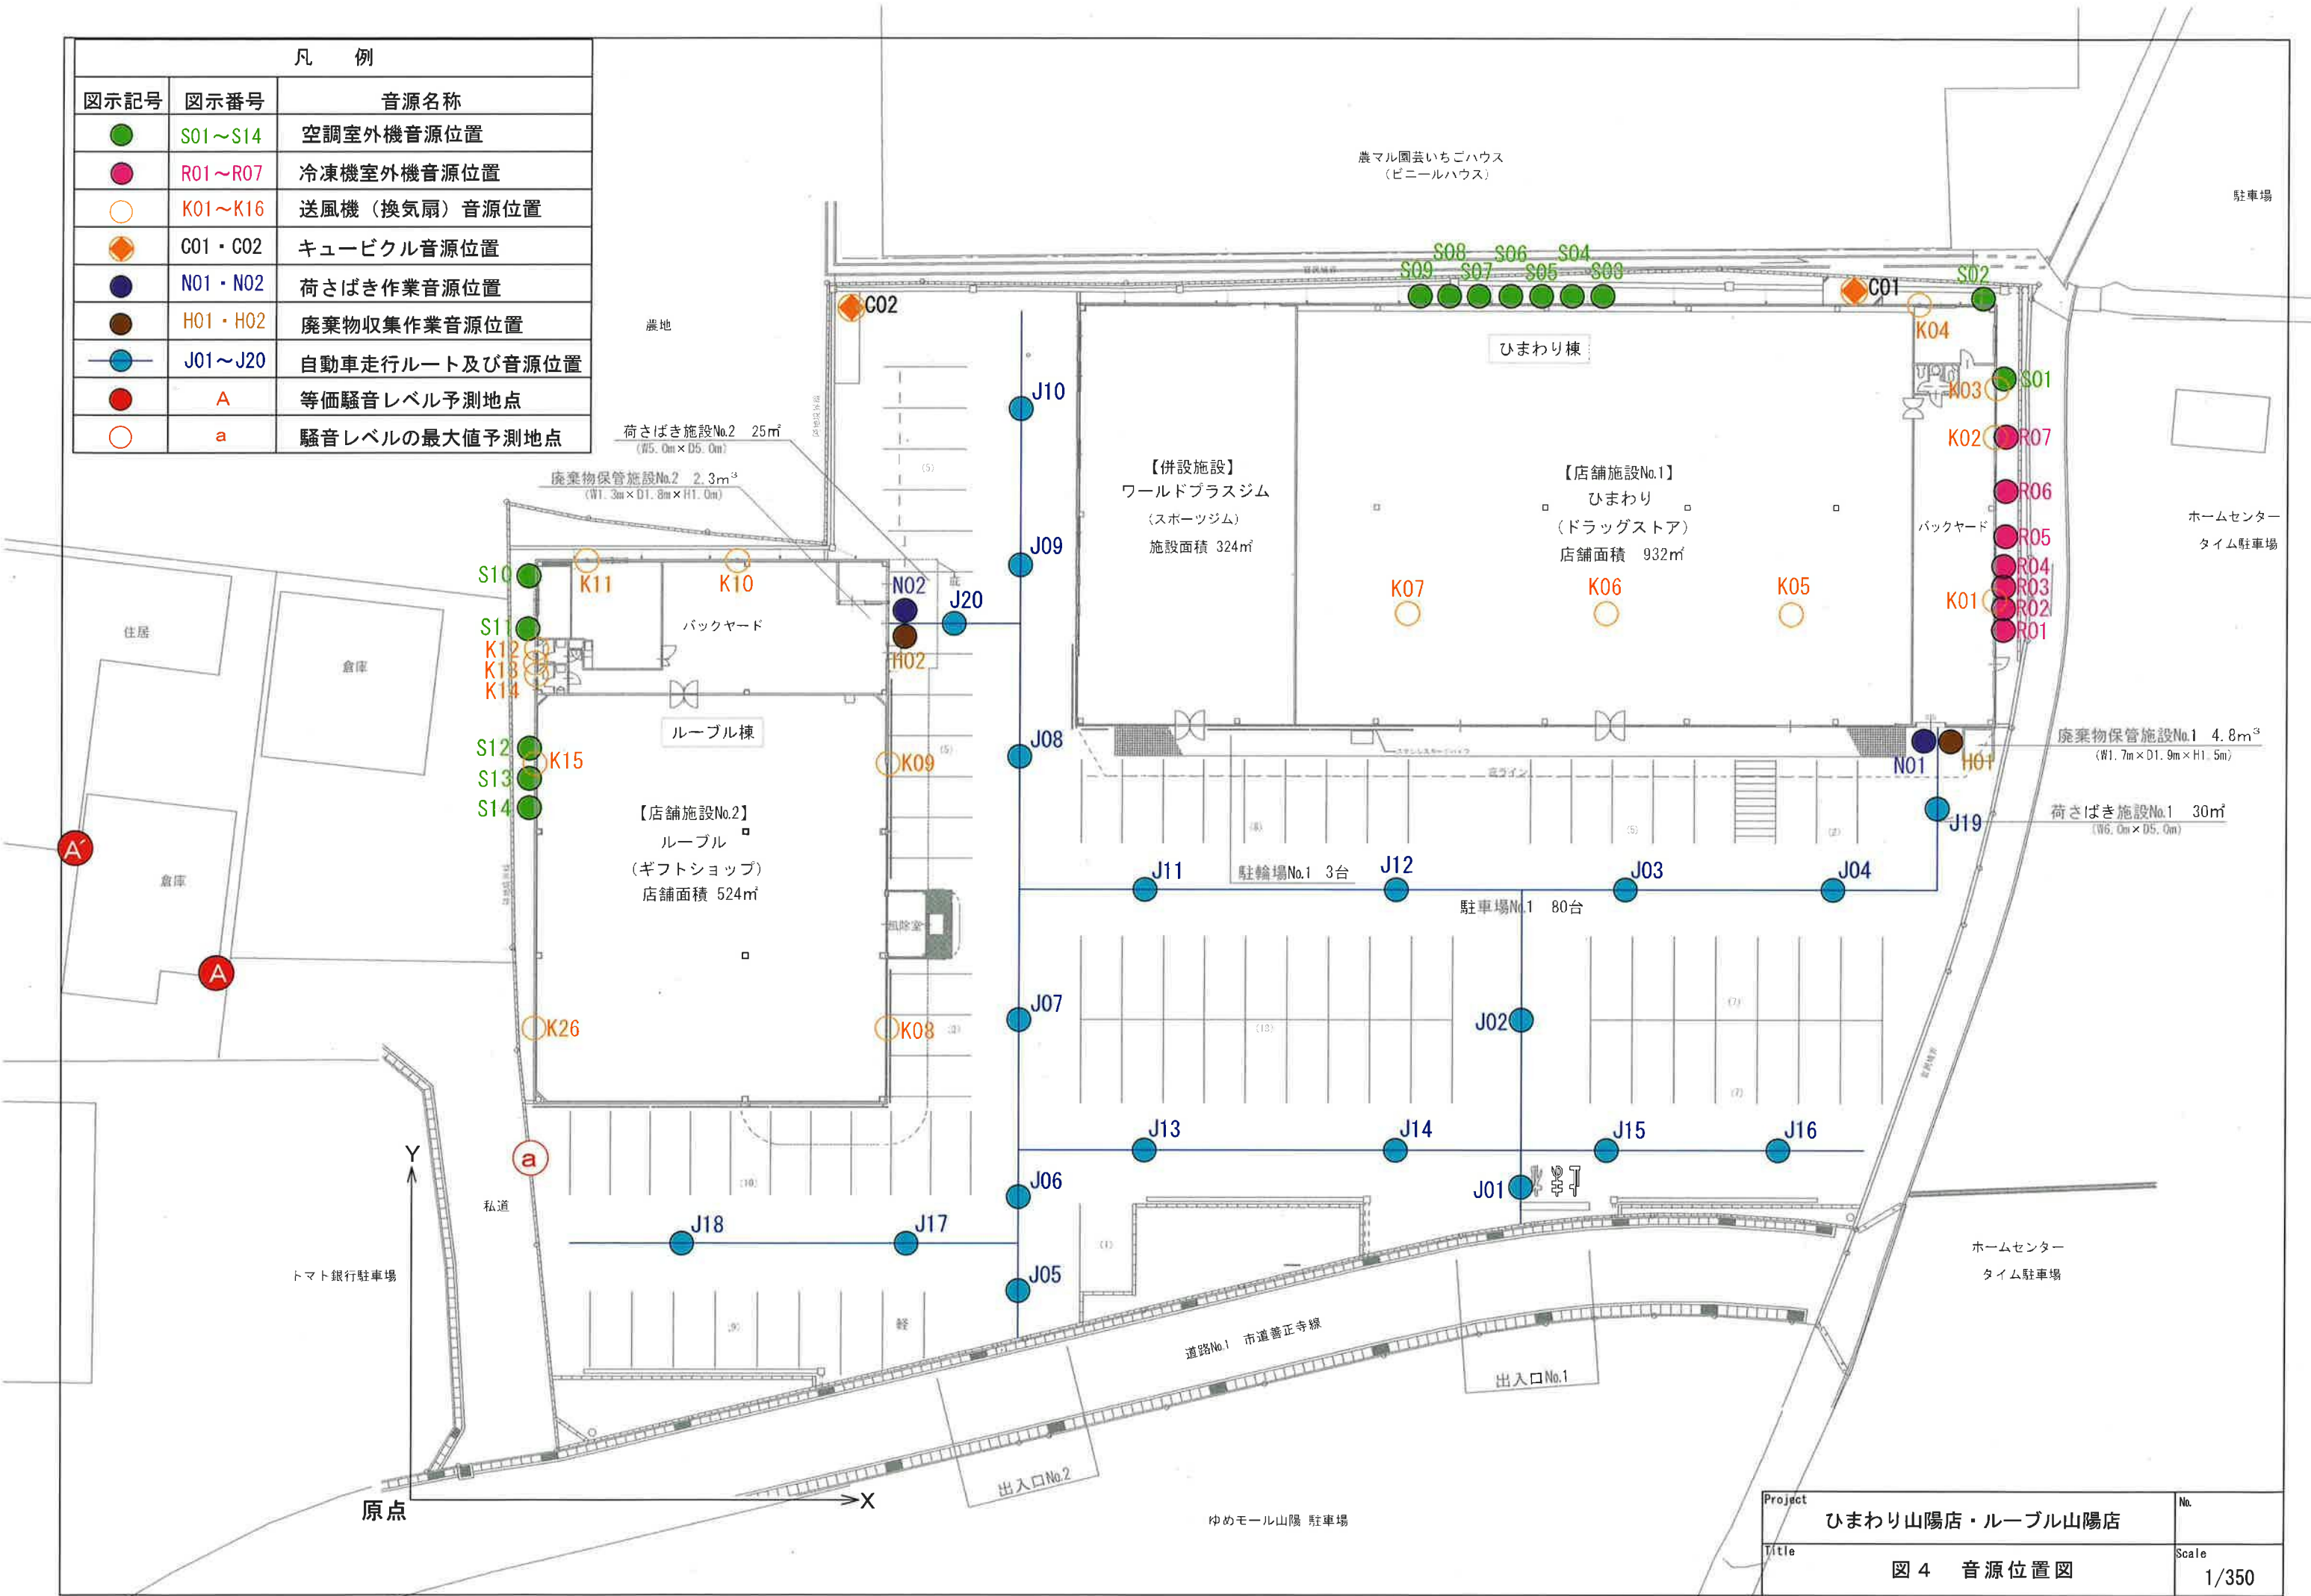 凡　例
図示記号 図示番号 音源名称
S01～S14 空調室外機音源位置
R01～R07 冷凍機室外機音源位置
K01～K16 送風機（換気扇）音源位置
C01・C02 キュービクル音源位置
N01・N02 荷さばき作業音源位置
H01・H02 廃棄物収集作業音源位置
J01～J20 自動車走行ルート及び音源位置
A 等価騒音レベル予測地点
a 騒音レベルの最大値予測地点
農マル園芸いちごハウス
（ビニールハウス）
駐車場
S08 S06 S04
S09 S07 S05 S03
S02
C01
C02
K04
農地
ひまわり棟
J10
S01
K03
荷さばき施設No.2　25㎡
(W5.0m×D5.0m)
K02
R07
(5)
廃棄物保管施設No.2　2.3m³
(W1.3m×D1.8m×H1.0m)
【併設施設】
ワールドプラスジム
（スポーツジム）
施設面積 324㎡
【店舗施設No.1】
ひまわり
（ドラッグストア）
店舗面積　932㎡
R06
バックヤード
ホームセンター
タイム駐車場
R05
J09
R04
R03
R02
R01
K01
S10
K11
K10
N02
庇
J20
K07
K06
K05
住居
倉庫
S11
バックヤード
H02
K12
K13
K14
ルーブル棟
S12
K15
S13
S14
K09
(5)
J08
N01
H01
廃棄物保管施設No.1　4.8m³
(W1.7m×D1.9m×H1.5m)
庇ライン
【店舗施設No.2】
ルーブル
（ギフトショップ）
店舗面積 524㎡
J19
荷さばき施設No.1　30㎡
(W6.0m×D5.0m)
(8)
(5)
(2)
A´
倉庫
J11
駐輪場No.1　3台
J12
J03
J04
駐車場No.1　80台
風除室
A
K26
K08
(3)
J07
(13)
J02
(7)
(7)
官民境界
J13
J14
J15
J16
a
Y
(10)
J06
J01
私道
J18
J17
(1)
トマト銀行駐車場
J05
ホームセンター
タイム駐車場
(9)
軽
道路No.1　市道善正寺線
出入口No.1
出入口No.2
X
原点
ゆめモール山陽 駐車場
Project
ひまわり山陽店・ルーブル山陽店
No.
Title
図４　音源位置図
Scale
1/350